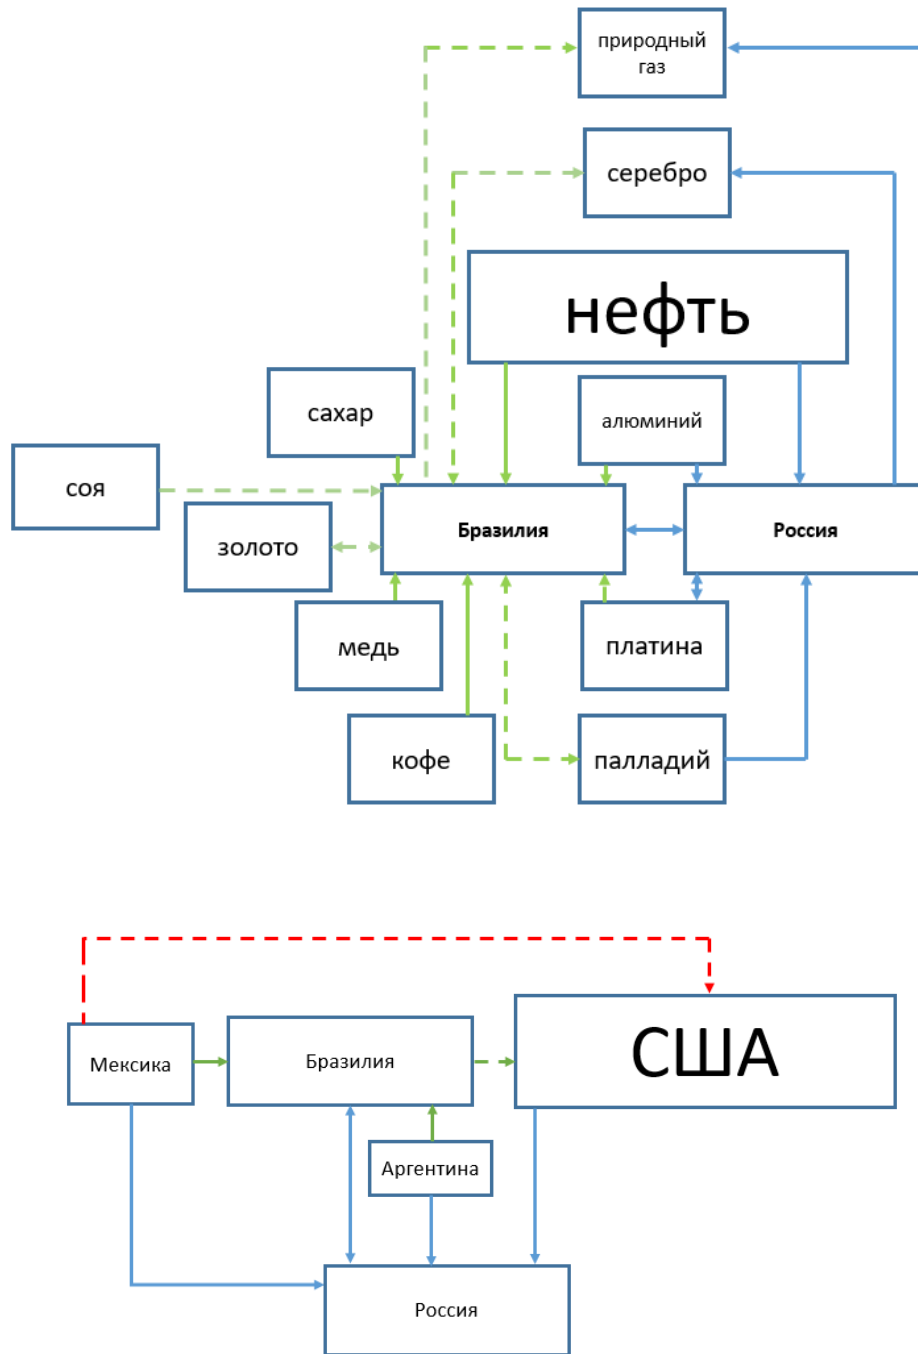 природный
газ
серебро
нефть
сахар
алюминий
соя
Бразилия
Россия
золото
медь
платина
кофе
палладий
США
Мексика
Бразилия
Аргентина
Россия